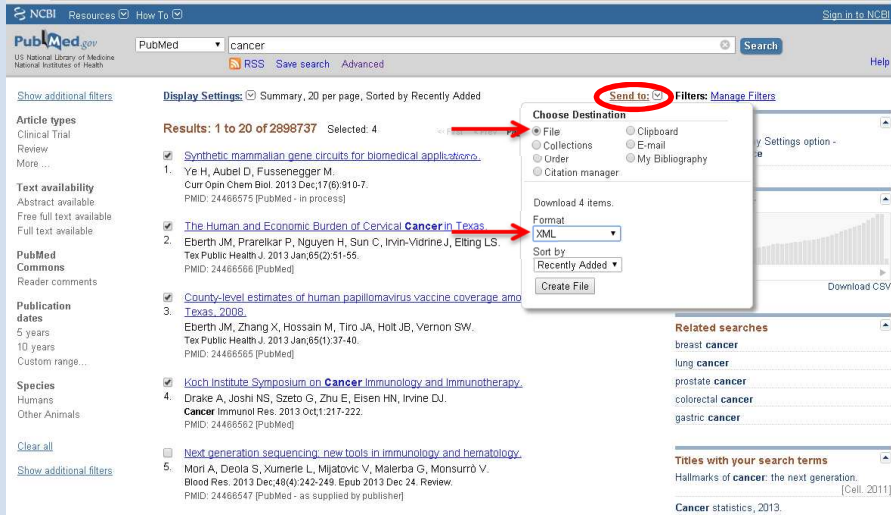 NCBI Resources How To Sign in to NCBI
PubMed.gov
US National Library of Medicine
National Institutes of Health
PubMed cancer Search
RSS Save search Advanced
Help
Show additional filters
Article types
Clinical Trial
Review
More ...
Text availability
Abstract available
Free full text available
Full text available
PubMed
Commons
Reader comments
Publication
dates
5 years
10 years
Custom range...
Species
Humans
Other Animals
Clear all
Show additional filters
Display Settings: Summary, 20 per page, Sorted by Recently Added
Send to:
Results: 1 to 20 of 2898737 Selected: 4
Synthetic mammalian gene circuits for biomedical applications.
1. Ye H, Aubel D, Fussenegger M.
Curr Opin Chem Biol. 2013 Dec;17(6):910-7.
PMID: 24466575 [PubMed - in process]
The Human and Economic Burden of Cervical Cancer in Texas.
2. Eberth JM, Prarelkar P, Nguyen H, Sun C, Irvin-Vidrine J, Elting LS.
Tex Public Health J. 2013 Jan;65(2):51-55.
PMID: 24466566 [PubMed]
County-level estimates of human papillomavirus vaccine coverage amo
3. Texas, 2008.
Eberth JM, Zhang X, Hossain M, Tiro JA, Holt JB, Vernon SW.
Tex Public Health J. 2013 Jan;65(1):37-40.
PMID: 24466565 [PubMed]
Koch Institute Symposium on Cancer Immunology and Immunotherapy.
4. Drake A, Joshi NS, Szeto G, Zhu E, Eisen HN, Irvine DJ.
Cancer Immunol Res. 2013 Oct;1:217-222.
PMID: 24466562 [PubMed]
Next generation sequencing: new tools in immunology and hematology.
5. Mori A, Deola S, Xumerle L, Mijatovic V, Malerba G, Monsurrò V.
Blood Res. 2013 Dec;48(4):242-249. Epub 2013 Dec 24. Review.
PMID: 24466547 [PubMed - as supplied by publisher]
Choose Destination
File Clipboard
Collections E-mail
Order My Bibliography
Citation manager
Download 4 items.
Format
XML
Sort by
Recently Added
Create File
Filters: Manage Filters
y Settings option -
ce
Download CSV
Related searches
breast cancer
lung cancer
prostate cancer
colorectal cancer
gastric cancer
Titles with your search terms
Hallmarks of cancer: the next generation.
[Cell. 2011]
Cancer statistics, 2013.